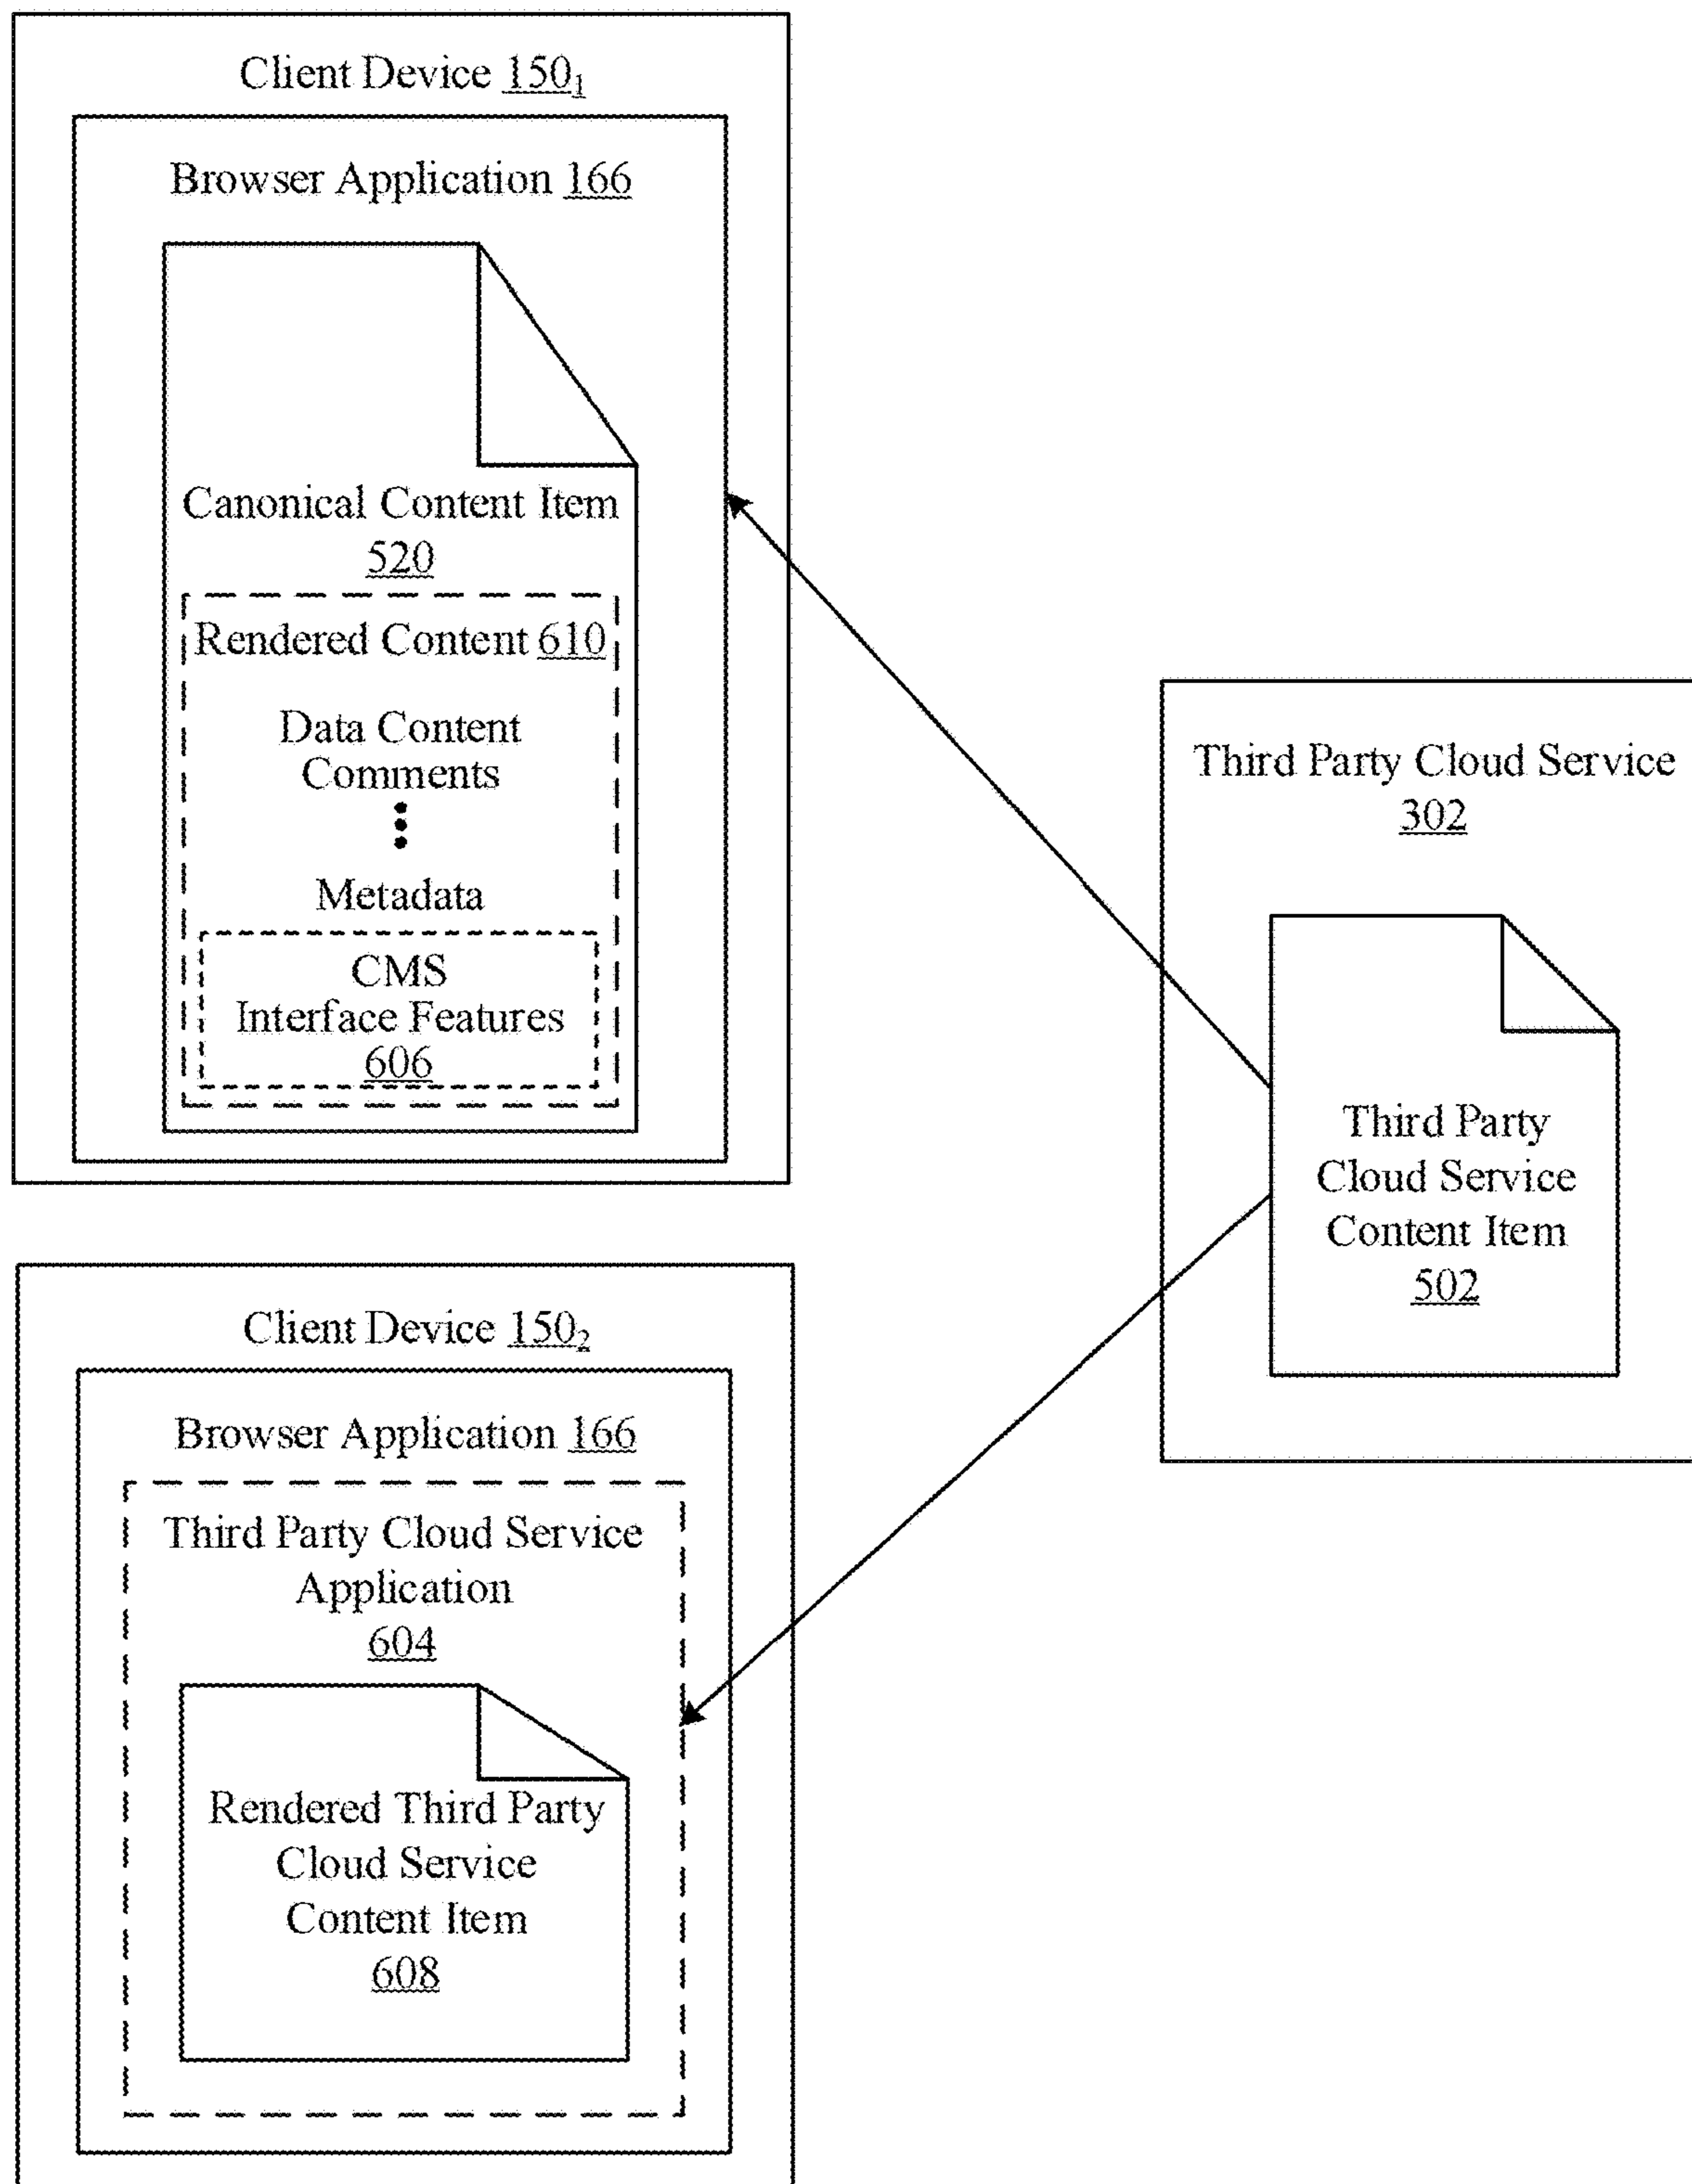 Client Device 150₁
Browser Application 166
Canonical Content Item
520
Rendered Content 610
Data Content
Comments
Metadata
CMS
Interface Features
606
Third Party Cloud Service
302
Third Party
Cloud Service
Content Item
502
Client Device 150₂
Browser Application 166
Third Party Cloud Service
Application
604
Rendered Third Party
Cloud Service
Content Item
608